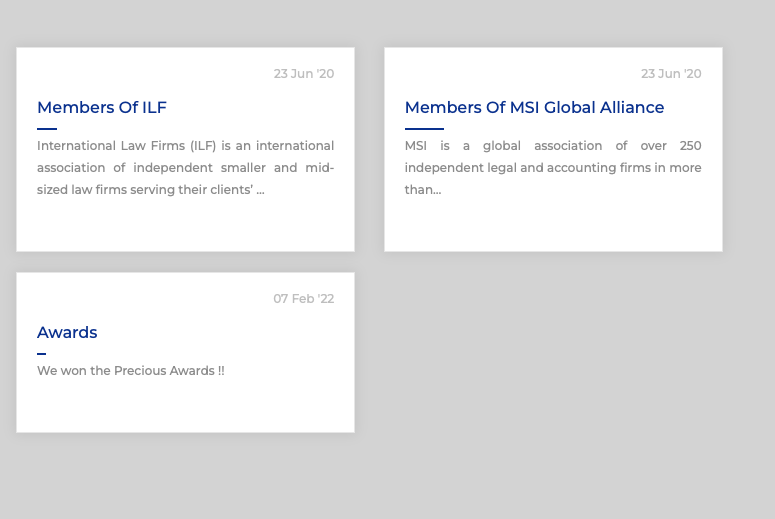 23 Jun '20
Members Of ILF
International Law Firms (ILF) is an international
association of independent smaller and mid-
sized law firms serving their clients’ ...
23 Jun '20
Members Of MSI Global Alliance
MSI is a global association of over 250
independent legal and accounting firms in more
than...
07 Feb '22
Awards
We won the Precious Awards !!